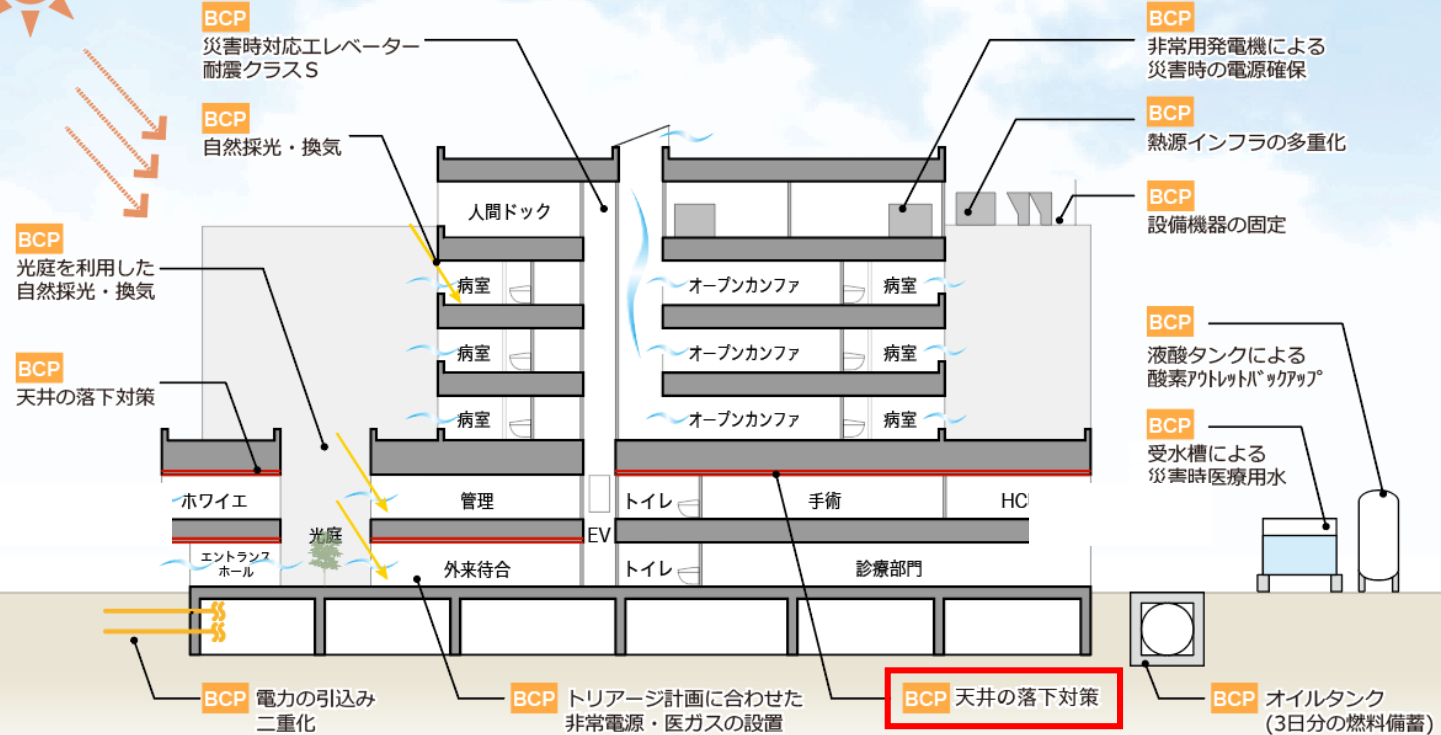 BCP
災害時対応エレベーター
耐震クラスS
BCP
自然採光・換気
BCP
光庭を利用した
自然採光・換気
BCP
天井の落下対策
BCP
非常用発電機による
災害時の電源確保
BCP
熱源インフラの多重化
BCP
設備機器の固定
BCP
液酸タンクによる
酸素ｱｳﾄﾚｯﾄﾊﾞｯｸｱｯﾌﾟ
BCP
受水槽による
災害時医療用水
人間ドック
病室 オープンカンファ 病室
病室 オープンカンファ 病室
病室 オープンカンファ 病室
ホワイエ 管理 トイレ 手術 HC
光庭 EV
エントランス
ホール
外来待合 トイレ 診療部門
BCP 電力の引込み
二重化
BCP トリアージ計画に合わせた
非常電源・医ガスの設置
BCP 天井の落下対策
BCP オイルタンク
(3日分の燃料備蓄)